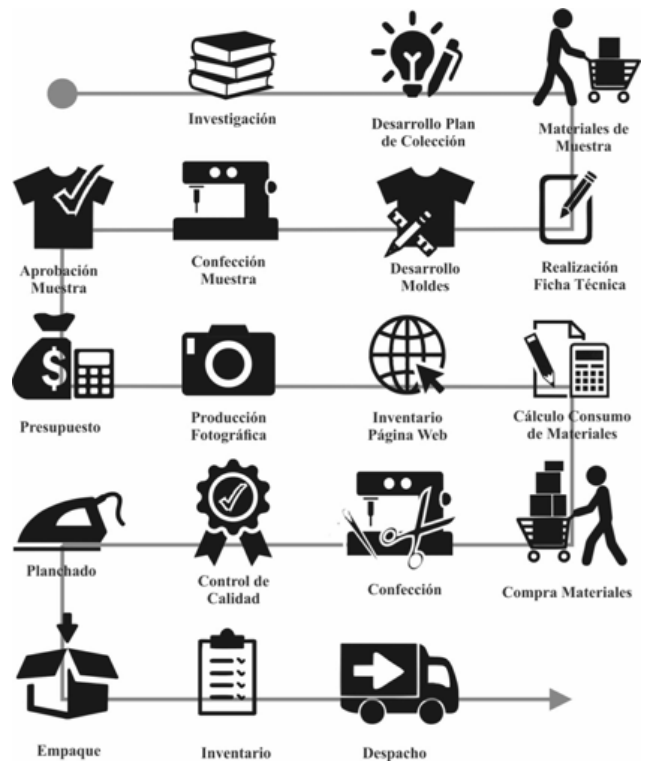 Investigación
Desarrollo Plan
de Colección
Materiales de
Muestra
Aprobación
Muestra
Confección
Muestra
Desarrollo
Moldes
Realización
Ficha Técnica
$
Presupuesto
Producción
Fotográfica
Inventario
Página Web
Cálculo Consumo
de Materiales
Planchado
Control de
Calidad
Confección
Compra Materiales
Empaque
Inventario
Despacho